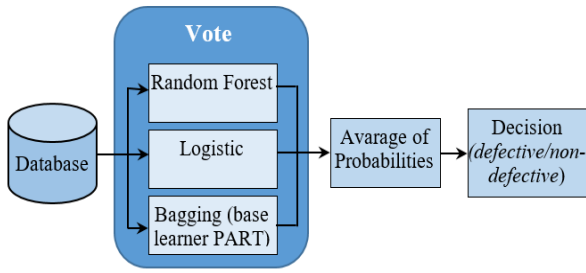 Vote
Random Forest
Database
Logistic
Bagging (base
learner PART)
Avarage of
Probabilities
Decision
(defective/non-
defective)